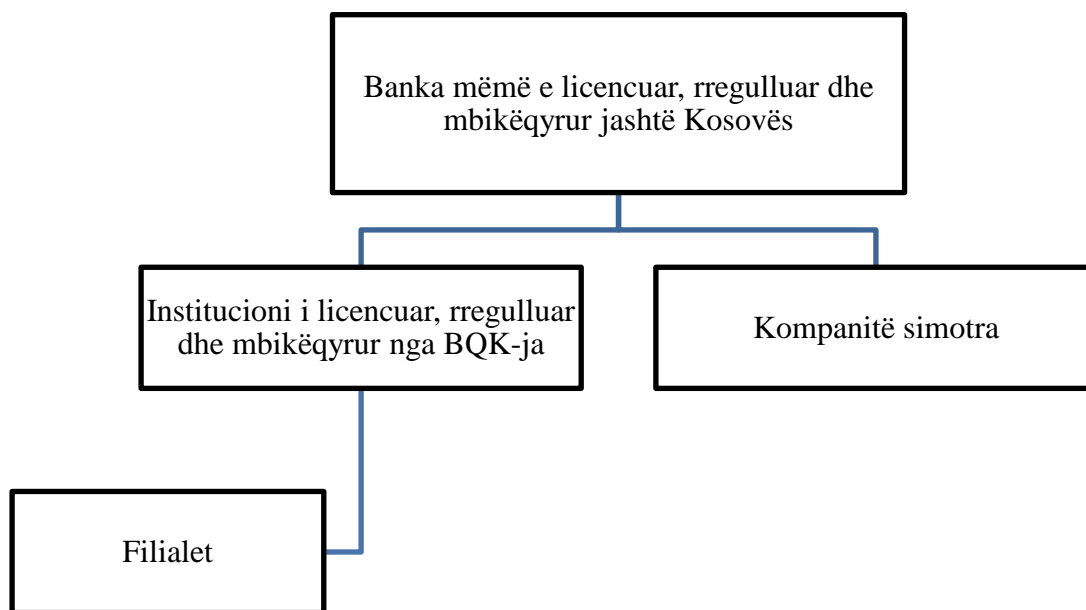 Banka mëmë e licencuar, rregulluar dhe
mbikëqyrur jashtë Kosovës
Institucioni i licencuar, rregulluar
dhe mbikëqyrur nga BQK-ja
Kompanitë simotra
Filialet